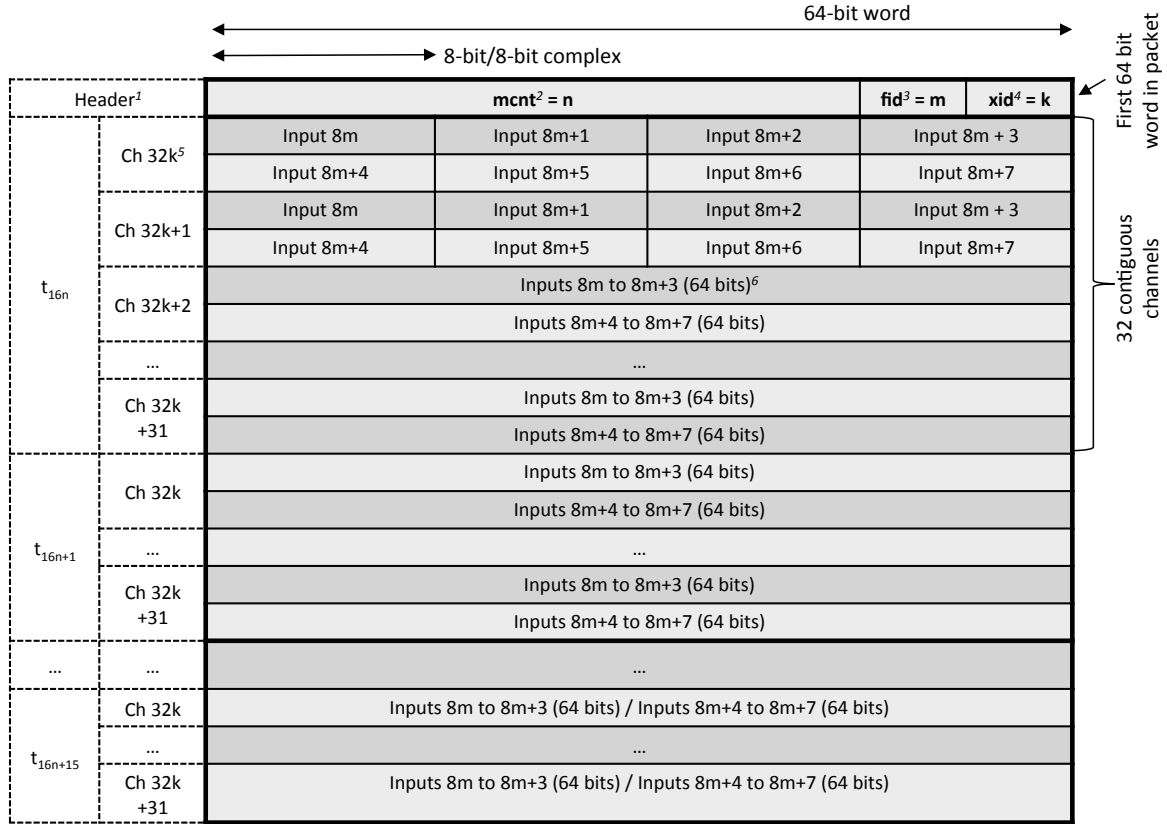 64-bit word
8-bit/8-bit complex
First 64 bit
word in packet
Header1 mcnt2 = n fid3 = m xid4 = k
t16n
Ch 32k5
Input 8m Input 8m+1 Input 8m+2 Input 8m + 3
Input 8m+4 Input 8m+5 Input 8m+6 Input 8m+7
Ch 32k+1
Input 8m Input 8m+1 Input 8m+2 Input 8m + 3
Input 8m+4 Input 8m+5 Input 8m+6 Input 8m+7
Ch 32k+2
Inputs 8m to 8m+3 (64 bits)6
Inputs 8m+4 to 8m+7 (64 bits)
... ...
Ch 32k
+31
Inputs 8m to 8m+3 (64 bits)
Inputs 8m+4 to 8m+7 (64 bits)
32 contiguous
channels
t16n+1
Ch 32k
Inputs 8m to 8m+3 (64 bits)
Inputs 8m+4 to 8m+7 (64 bits)
... ...
Ch 32k
+31
Inputs 8m to 8m+3 (64 bits)
Inputs 8m+4 to 8m+7 (64 bits)
... ... ...
t16n+15
Ch 32k Inputs 8m to 8m+3 (64 bits) / Inputs 8m+4 to 8m+7 (64 bits)
... ...
Ch 32k
+31
Inputs 8m to 8m+3 (64 bits) / Inputs 8m+4 to 8m+7 (64 bits)